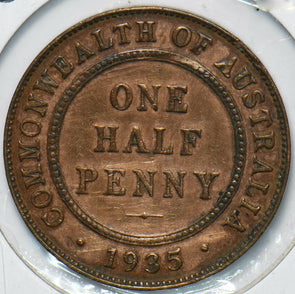 COMMONWEALTH OF AUSTRALIA
ONE
HALF
PENNY
· 1935 ·